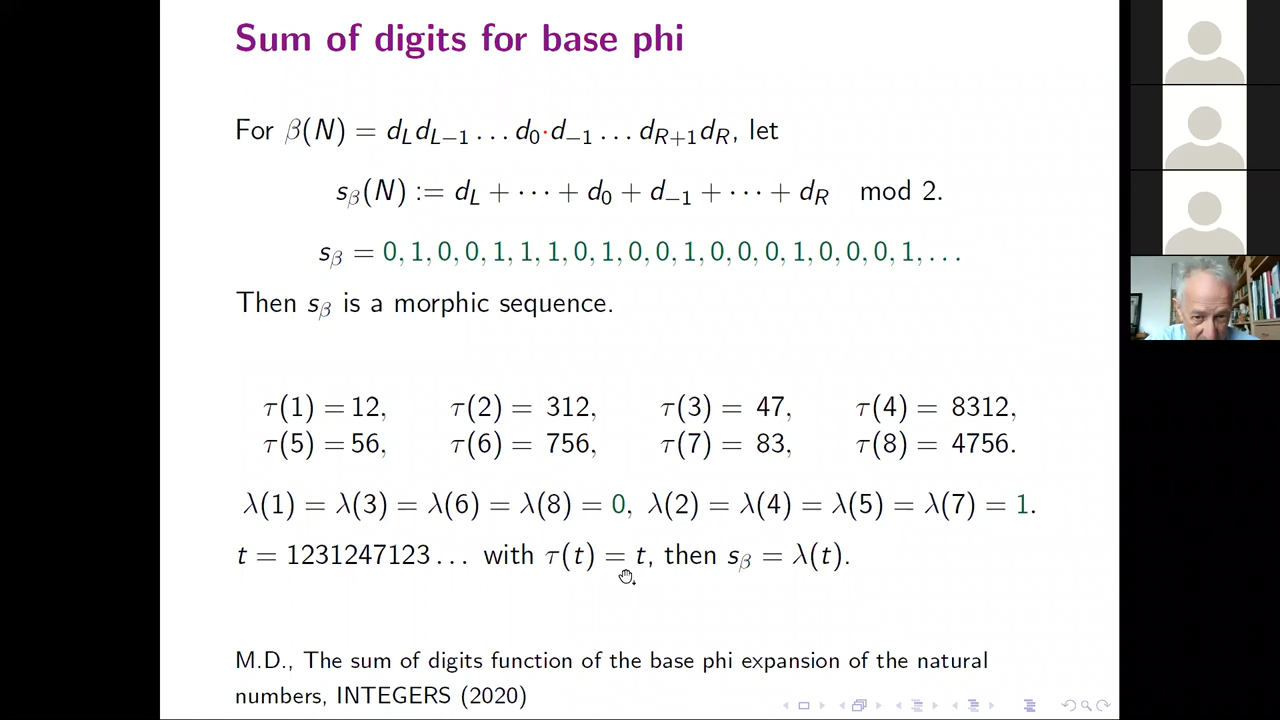 Sum of digits for base phi
For β(N) = d_L d_{L−1} … d_0·d_{−1} … d_{R+1} d_R, let
s_β(N) := d_L + ⋯ + d_0 + d_{−1} + ⋯ + d_R mod 2.
s_β = 0, 1, 0, 0, 1, 1, 1, 0, 1, 0, 0, 1, 0, 0, 0, 1, 0, 0, 0, 1, …
Then s_β is a morphic sequence.
τ(1) = 12, τ(2) = 312, τ(3) = 47, τ(4) = 8312,
τ(5) = 56, τ(6) = 756, τ(7) = 83, τ(8) = 4756.
λ(1) = λ(3) = λ(6) = λ(8) = 0, λ(2) = λ(4) = λ(5) = λ(7) = 1.
t = 1231247123… with τ(t) = t, then s_β = λ(t).
M.D., The sum of digits function of the base phi expansion of the natural
numbers, INTEGERS (2020)